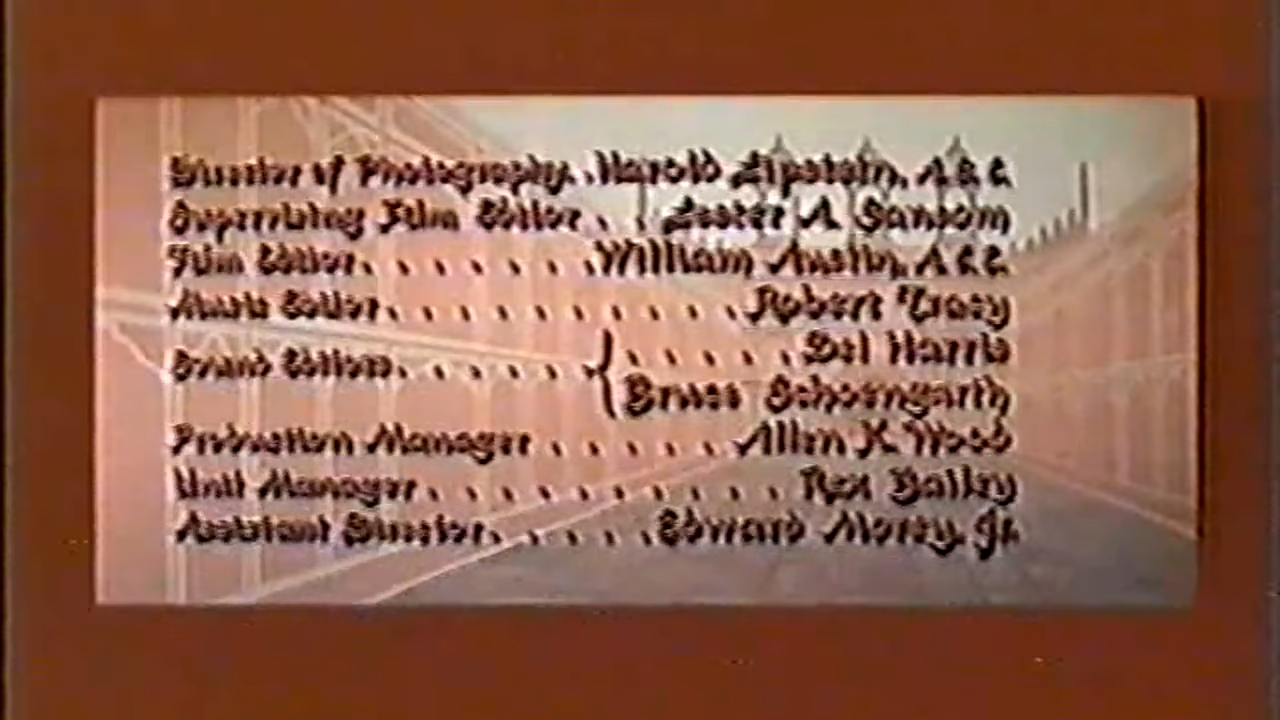 Director of Photography. .Harold Lipstein, A.S.C.
Supervising Film Editor . . Lester A. Sansom
Film Editor. . . . . . .William Austin, A.C.E.
Music Editor. . . . . . . . . . .Robert Tracy
Sound Editors. . . . . . { . . . . . .Del Harris
Bruce Schoengarth
Production Manager . . . . . .Allen K. Wood
Unit Manager. . . . . . . . . . . Rex Bailey
Assistant Director. . . . . .Edward Morey, Jr.